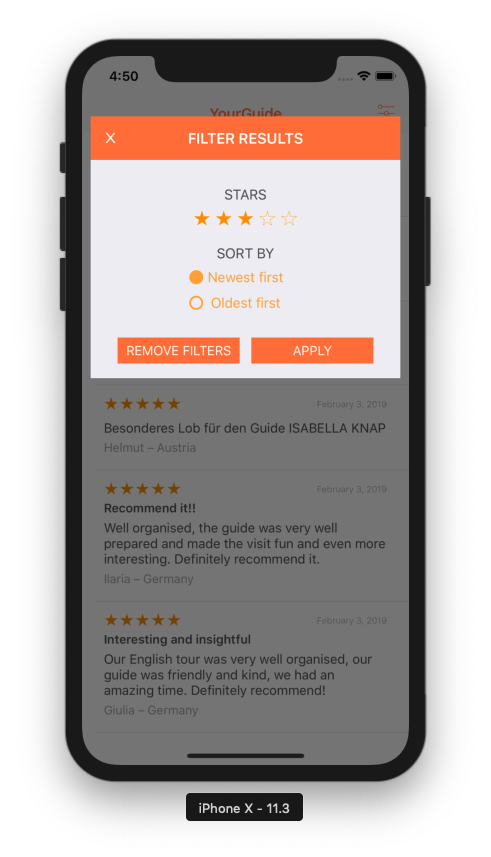 4:50
YourGuide
X
FILTER RESULTS
STARS
SORT BY
Newest first
Oldest first
REMOVE FILTERS
APPLY
February 3, 2019
Besonderes Lob für den Guide ISABELLA KNAP
Helmut – Austria
February 3, 2019
Recommend it!!
Well organised, the guide was very well
prepared and made the visit fun and even more
interesting. Definitely recommend it.
Ilaria – Germany
February 3, 2019
Interesting and insightful
Our English tour was very well organised, our
guide was friendly and kind, we had an
amazing time. Definitely recommend!
Giulia – Germany
iPhone X - 11.3